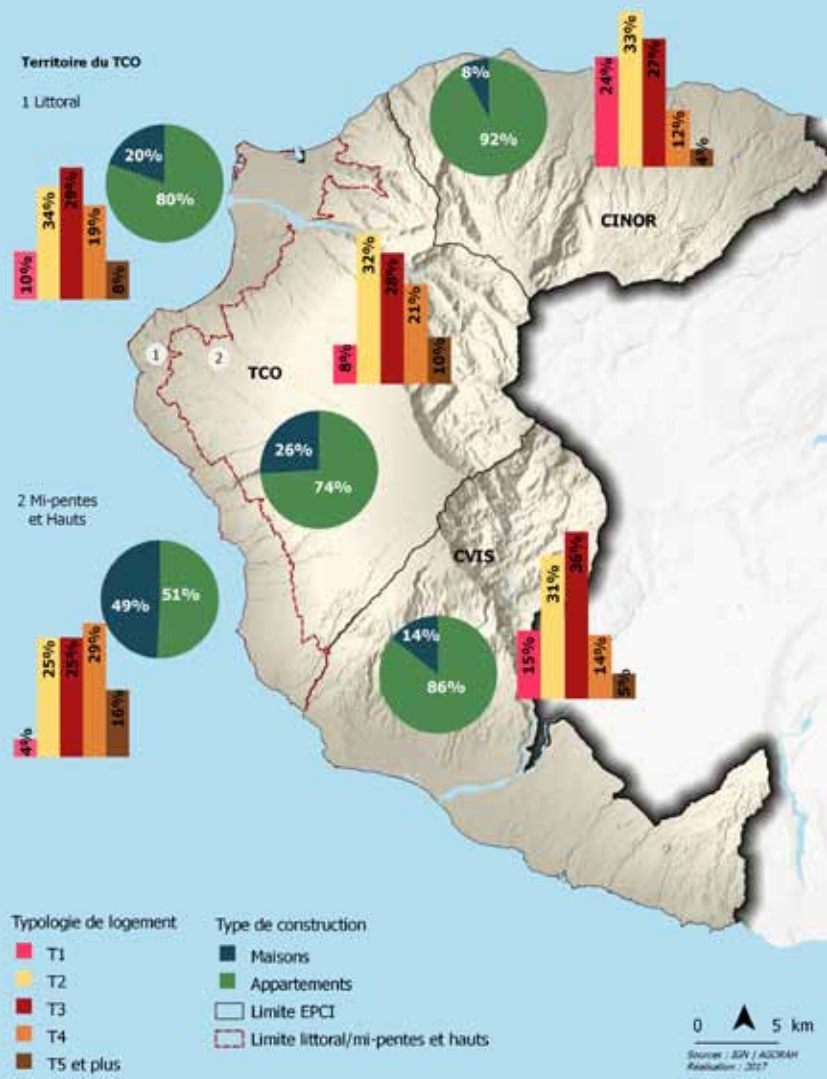 Territoire du TCO
1 Littoral
20%
80%
10%
34%
29%
19%
8%
8%
92%
24%
33%
27%
12%
4%
CINOR
8%
32%
28%
21%
10%
1
2
TCO
26%
74%
2 Mi-pentes
et Hauts
49%
51%
4%
25%
25%
29%
16%
CVIS
14%
86%
15%
31%
36%
14%
5%
Typologie de logement
T1
T2
T3
T4
T5 et plus
Type de construction
Maisons
Appartements
Limite EPCI
Limite littoral/mi-pentes et hauts
0 5 km
Sources : IGN / AGORAH
Réalisation : 2017